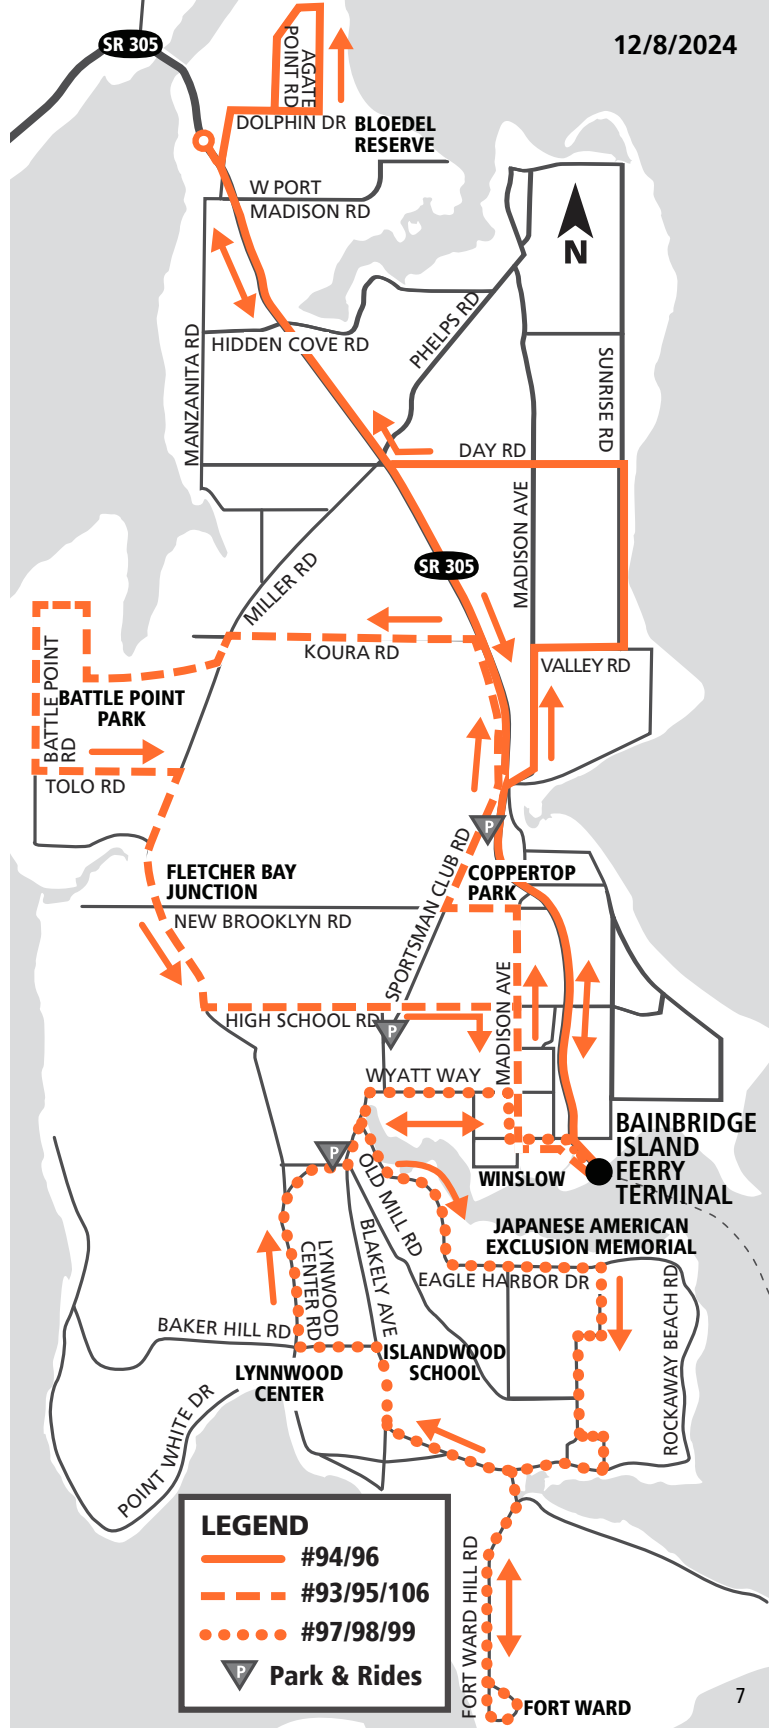 SR 305
12/8/2024
AGATE
POINT RD
DOLPHIN DR
BLOEDEL
RESERVE
W PORT
MADISON RD
N
MANZANITA RD
HIDDEN COVE RD
PHELPS RD
SUNRISE RD
DAY RD
MADISON AVE
SR 305
MILLER RD
KOURA RD
VALLEY RD
BATTLE POINT
RD
BATTLE POINT
PARK
TOLO RD
P
SPORTSMAN CLUB RD
FLETCHER BAY
JUNCTION
COPPERTOP
PARK
NEW BROOKLYN RD
MADISON AVE
HIGH SCHOOL RD
P
WYATT WAY
BAINBRIDGE
ISLAND
FERRY
TERMINAL
P
OLD MILL RD
WINSLOW
JAPANESE AMERICAN
EXCLUSION MEMORIAL
BLAKELY AVE
LYNWOOD
CENTER RD
EAGLE HARBOR DR
ROCKAWAY BEACH RD
BAKER HILL RD
ISLANDWOOD
SCHOOL
LYNNWOOD
CENTER
POINT WHITE DR
LEGEND
#94/96
#93/95/106
#97/98/99
P Park & Rides
FORT WARD HILL RD
FORT WARD
7